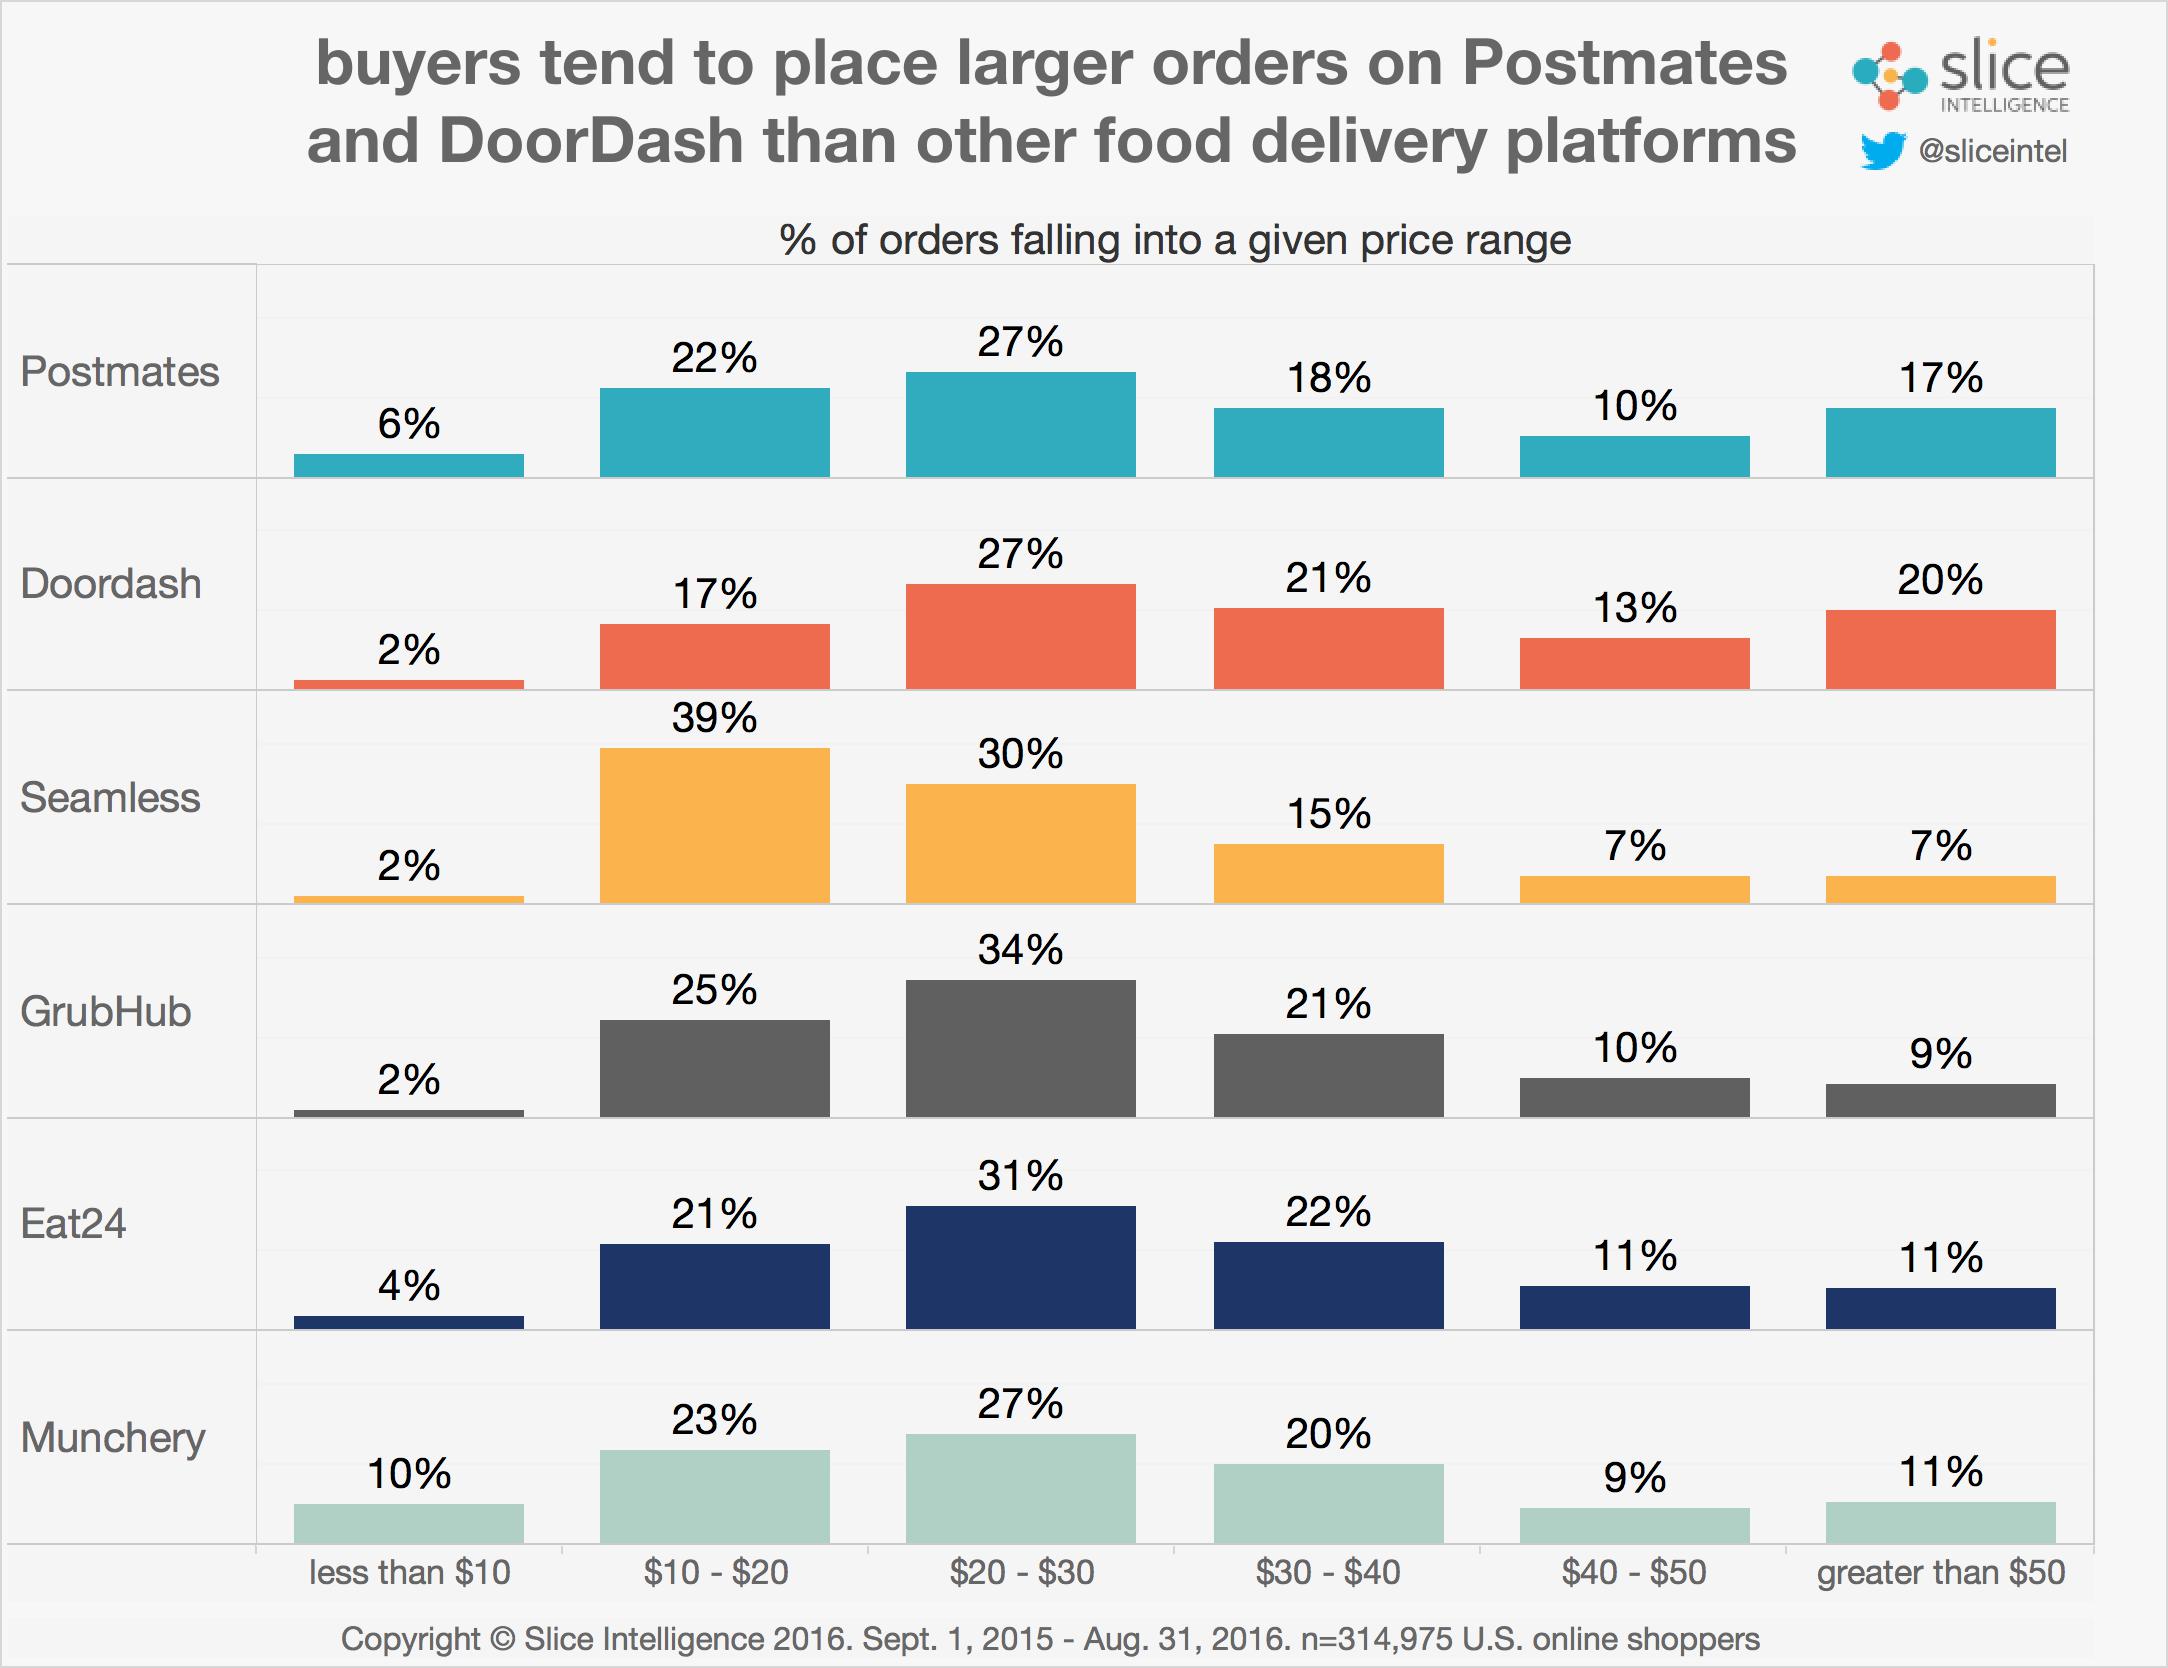 buyers tend to place larger orders on Postmates
and DoorDash than other food delivery platforms
slice
INTELLIGENCE
@sliceintel
% of orders falling into a given price range
Postmates
6%
22%
27%
18%
10%
17%
Doordash
2%
17%
27%
21%
13%
20%
Seamless
2%
39%
30%
15%
7%
7%
GrubHub
2%
25%
34%
21%
10%
9%
Eat24
4%
21%
31%
22%
11%
11%
Munchery
10%
23%
27%
20%
9%
11%
less than $10
$10 - $20
$20 - $30
$30 - $40
$40 - $50
greater than $50
Copyright © Slice Intelligence 2016. Sept. 1, 2015 - Aug. 31, 2016. n=314,975 U.S. online shoppers